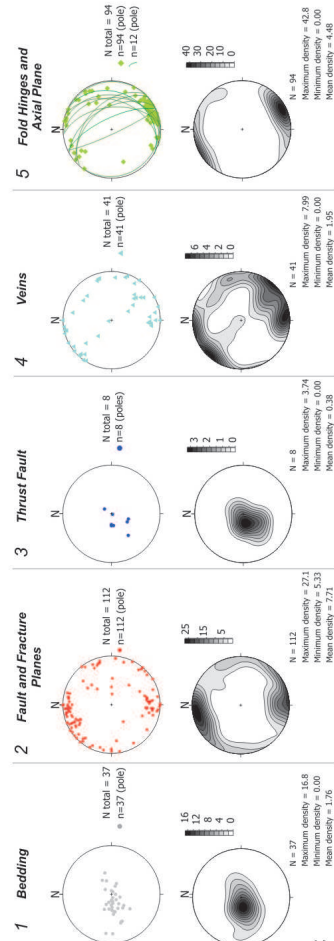 1
Bedding
N
N total = 37
n=37 (pole)
N
16
12
8
4
0
N = 37
Maximum density = 16.8
Minimum density = 0.00
Mean density = 1.76
2
Fault and Fracture
Planes
N
N total = 112
n=112 (pole)
N
25
15
5
N = 112
Maximum density = 27.1
Minimum density = 5.33
Mean density = 7.71
3
Thrust Fault
N
N total = 8
n=8 (poles)
N
3
2
1
0
N = 8
Maximum density = 3.74
Minimum density = 0.00
Mean density = 0.38
4
Veins
N
N total = 41
n=41 (pole)
N
6
4
2
0
N = 41
Maximum density = 7.99
Minimum density = 0.00
Mean density = 1.95
5
Fold Hinges and
Axial Plane
N
N total = 94
n=94 (pole)
n=12 (pole)
N
40
30
20
10
0
N = 94
Maximum density = 42.8
Minimum density = 0.00
Mean density = 4.48